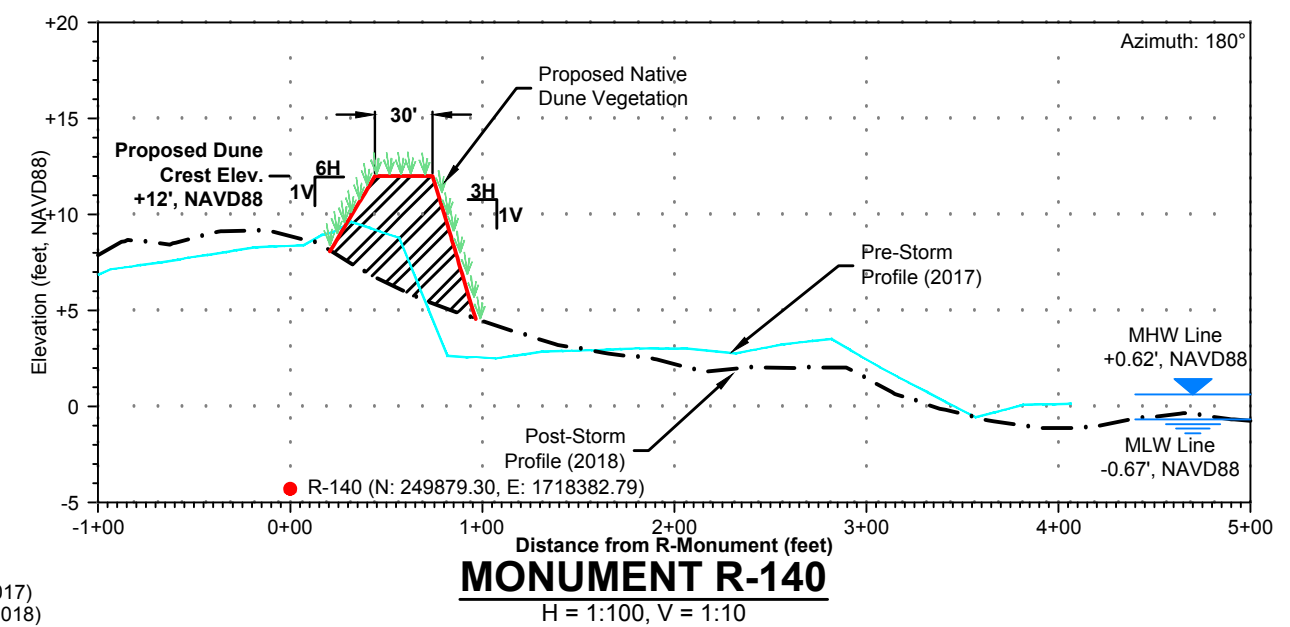 +20
+15
+10
+5
0
-5
Elevation (feet, NAVD88)
Azimuth: 180°
Proposed Native
Dune Vegetation
30'
Proposed Dune
Crest Elev.
+12', NAVD88
6H
1V
3H
1V
Pre-Storm
Profile (2017)
MHW Line
+0.62', NAVD88
Post-Storm
Profile (2018)
MLW Line
-0.67', NAVD88
R-140 (N: 249879.30, E: 1718382.79)
-1+00
0+00
1+00
2+00
3+00
4+00
5+00
Distance from R-Monument (feet)
MONUMENT R-140
H = 1:100, V = 1:10
017)
018)